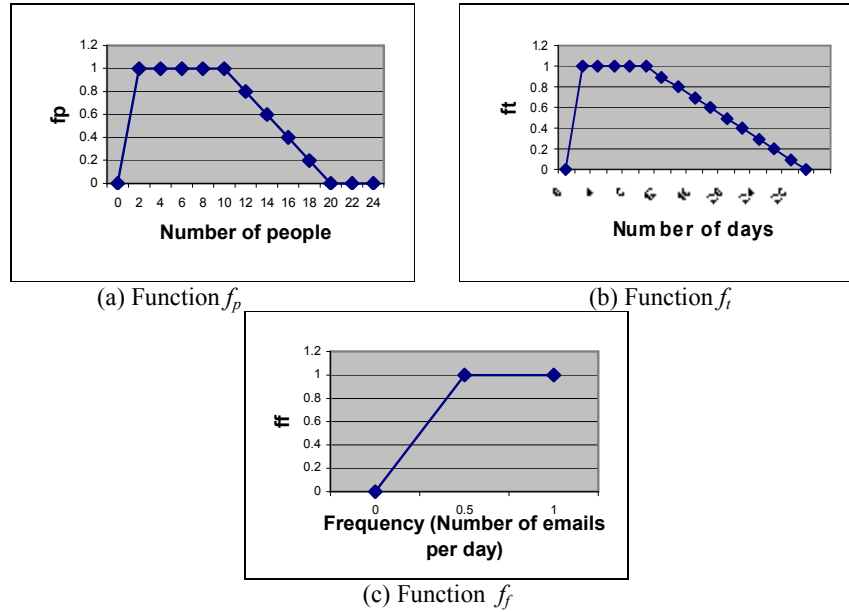 1.2
1
0.8
0.6
0.4
0.2
0
fp
0 2 4 6 8 10 12 14 16 18 20 22 24
Number of people
(a) Function fp
1.2
1
0.8
0.6
0.4
0.2
0
ft
Number of days
(b) Function ft
1.2
1
0.8
0.6
0.4
0.2
0
ff
0 0.5 1
Frequency (Number of emails
per day)
(c) Function ff